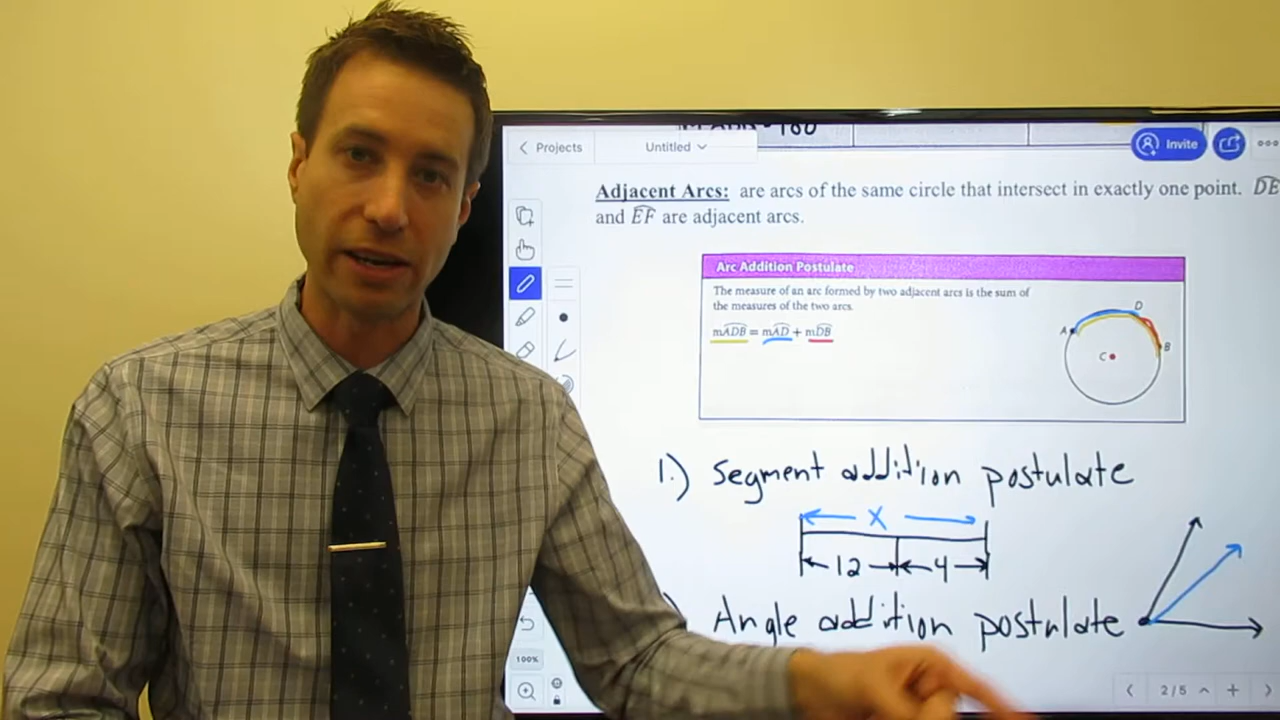 = 180
Projects
Untitled
Invite
Adjacent Arcs: are arcs of the same circle that intersect in exactly one point. DE
and EF are adjacent arcs.
Arc Addition Postulate
The measure of an arc formed by two adjacent arcs is the sum of
the measures of the two arcs.
mADB = mAD + mDB
D
A
B
C
1.) Segment addition postulate
x
12 4
) Angle addition postulate
100%
2/5